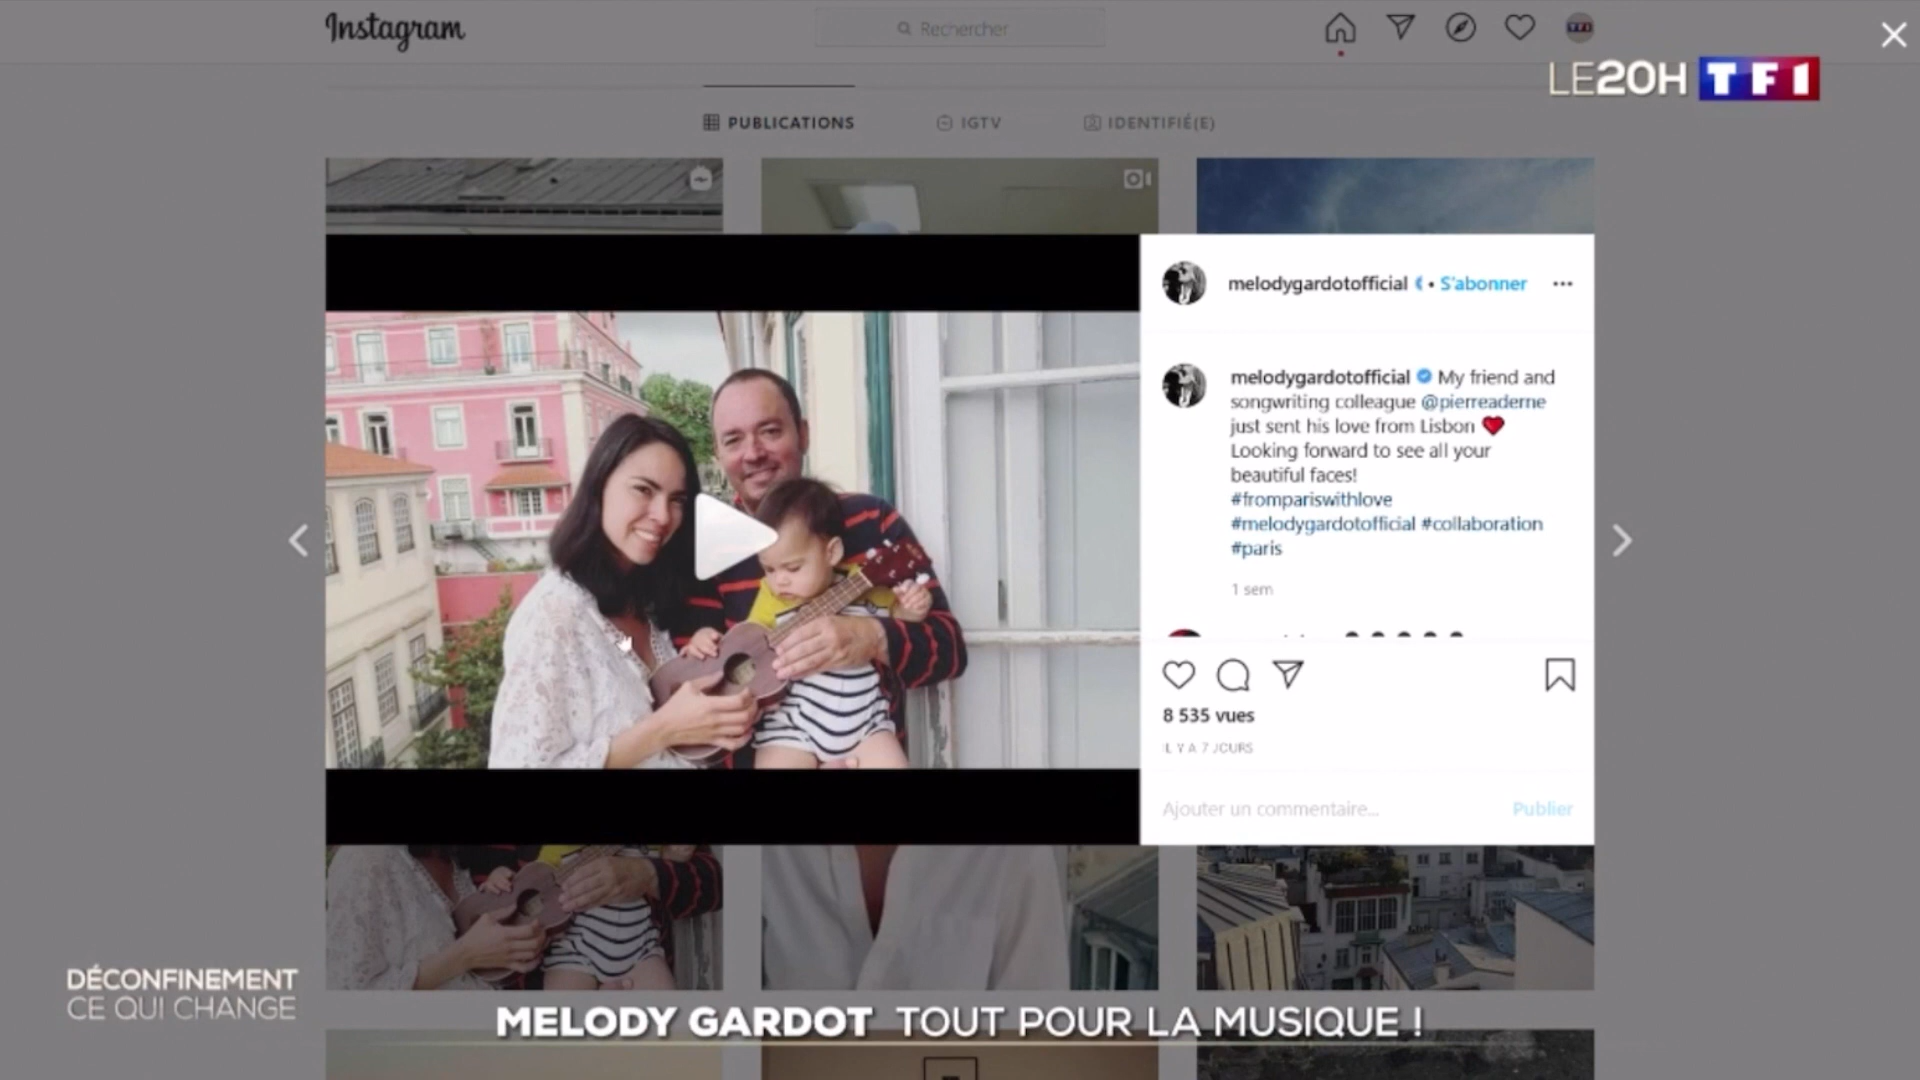 Instagram
Rechercher
LE20H TF1
PUBLICATIONS
IGTV
IDENTIFIÉ(E)
melodygardotofficial • S'abonner
melodygardotofficial My friend and
songwriting colleague @pierreaderne
just sent his love from Lisbon
Looking forward to see all your
beautiful faces!
#frompariswithlove
#melodygardotofficial #collaboration
#paris
1 sem
8 535 vues
IL Y A 7 JOURS
Ajouter un commentaire...
Publier
DÉCONFINEMENT
CE QUI CHANGE
MELODY GARDOT TOUT POUR LA MUSIQUE !